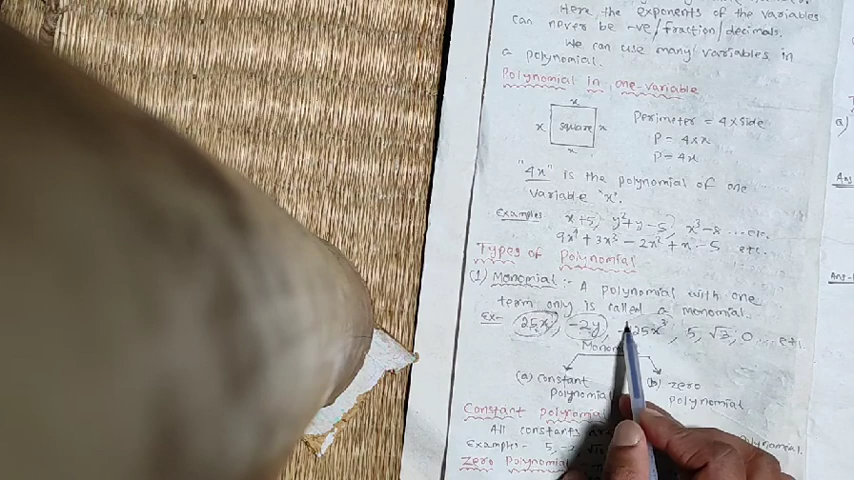 Here the exponents of the variables
can never be -ve/fraction/decimals.
We can use many variables in
a polynomial.
Polynomial in one-variable
x
x square x
x
Perimeter = 4 x side
P = 4xx
P = 4x
"4x" is the polynomial of one
variable "x".
Examples x+5, y²+y-5, x³-8 ...etc.
9x⁴+3x³-2x²+x-5 etc.
Types of Polynomial
(1) Monomial :- A polynomial with one
term only is called a monomial.
Ex- 25x, -2y, 25x³, 5, √3, 0 ...etc.
(a) Constant Polynomial
(b) zero polynomial
Constant polynomial
All constants
Examples- 5,
Zero Polynomial